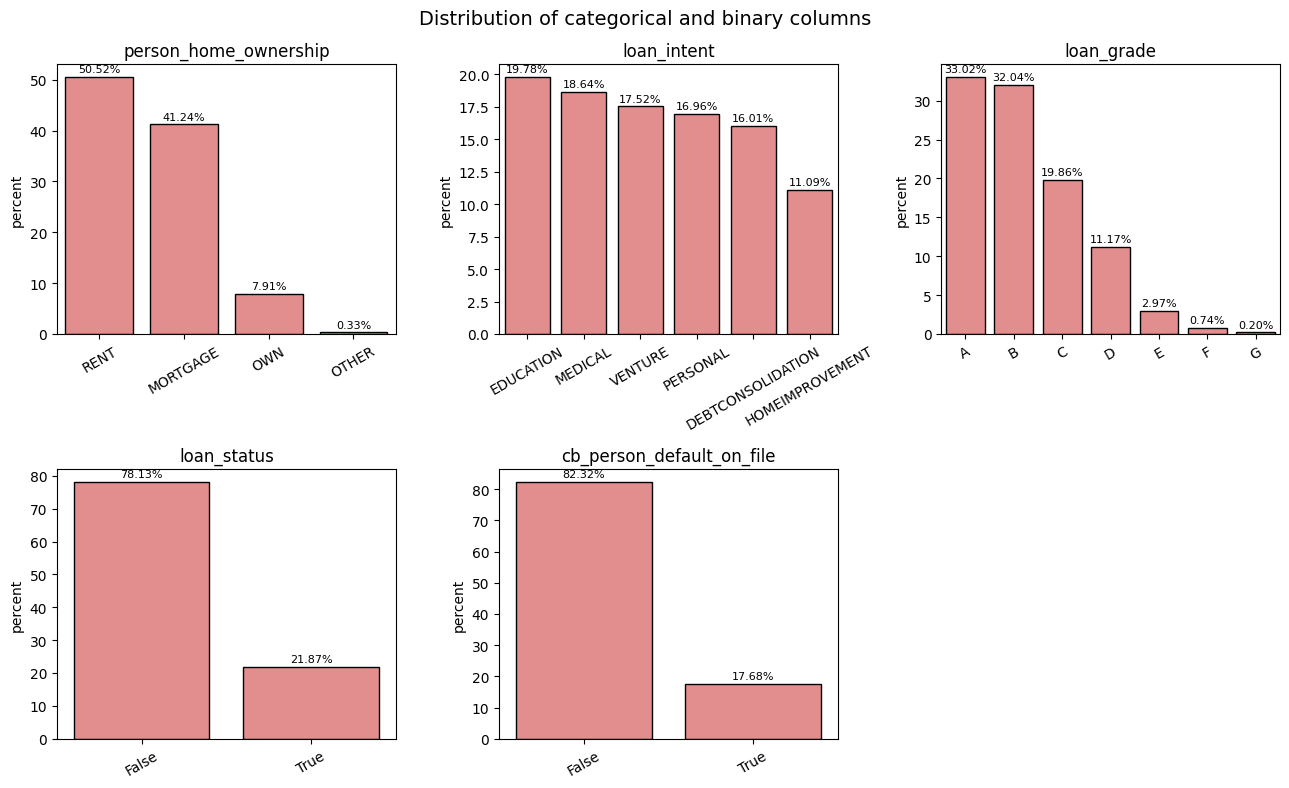 Distribution of categorical and binary columns
person_home_ownership
percent
50
40
30
20
10
0
50.52%
41.24%
7.91%
0.33%
RENT
MORTGAGE
OWN
OTHER
loan_intent
percent
20.0
17.5
15.0
12.5
10.0
7.5
5.0
2.5
0.0
19.78%
18.64%
17.52%
16.96%
16.01%
11.09%
EDUCATION
MEDICAL
VENTURE
PERSONAL
DEBTCONSOLIDATION
HOMEIMPROVEMENT
loan_grade
percent
30
25
20
15
10
5
0
33.02%
32.04%
19.86%
11.17%
2.97%
0.74%
0.20%
A
B
C
D
E
F
G
loan_status
percent
80
70
60
50
40
30
20
10
0
78.13%
21.87%
False
True
cb_person_default_on_file
percent
80
70
60
50
40
30
20
10
0
82.32%
17.68%
False
True